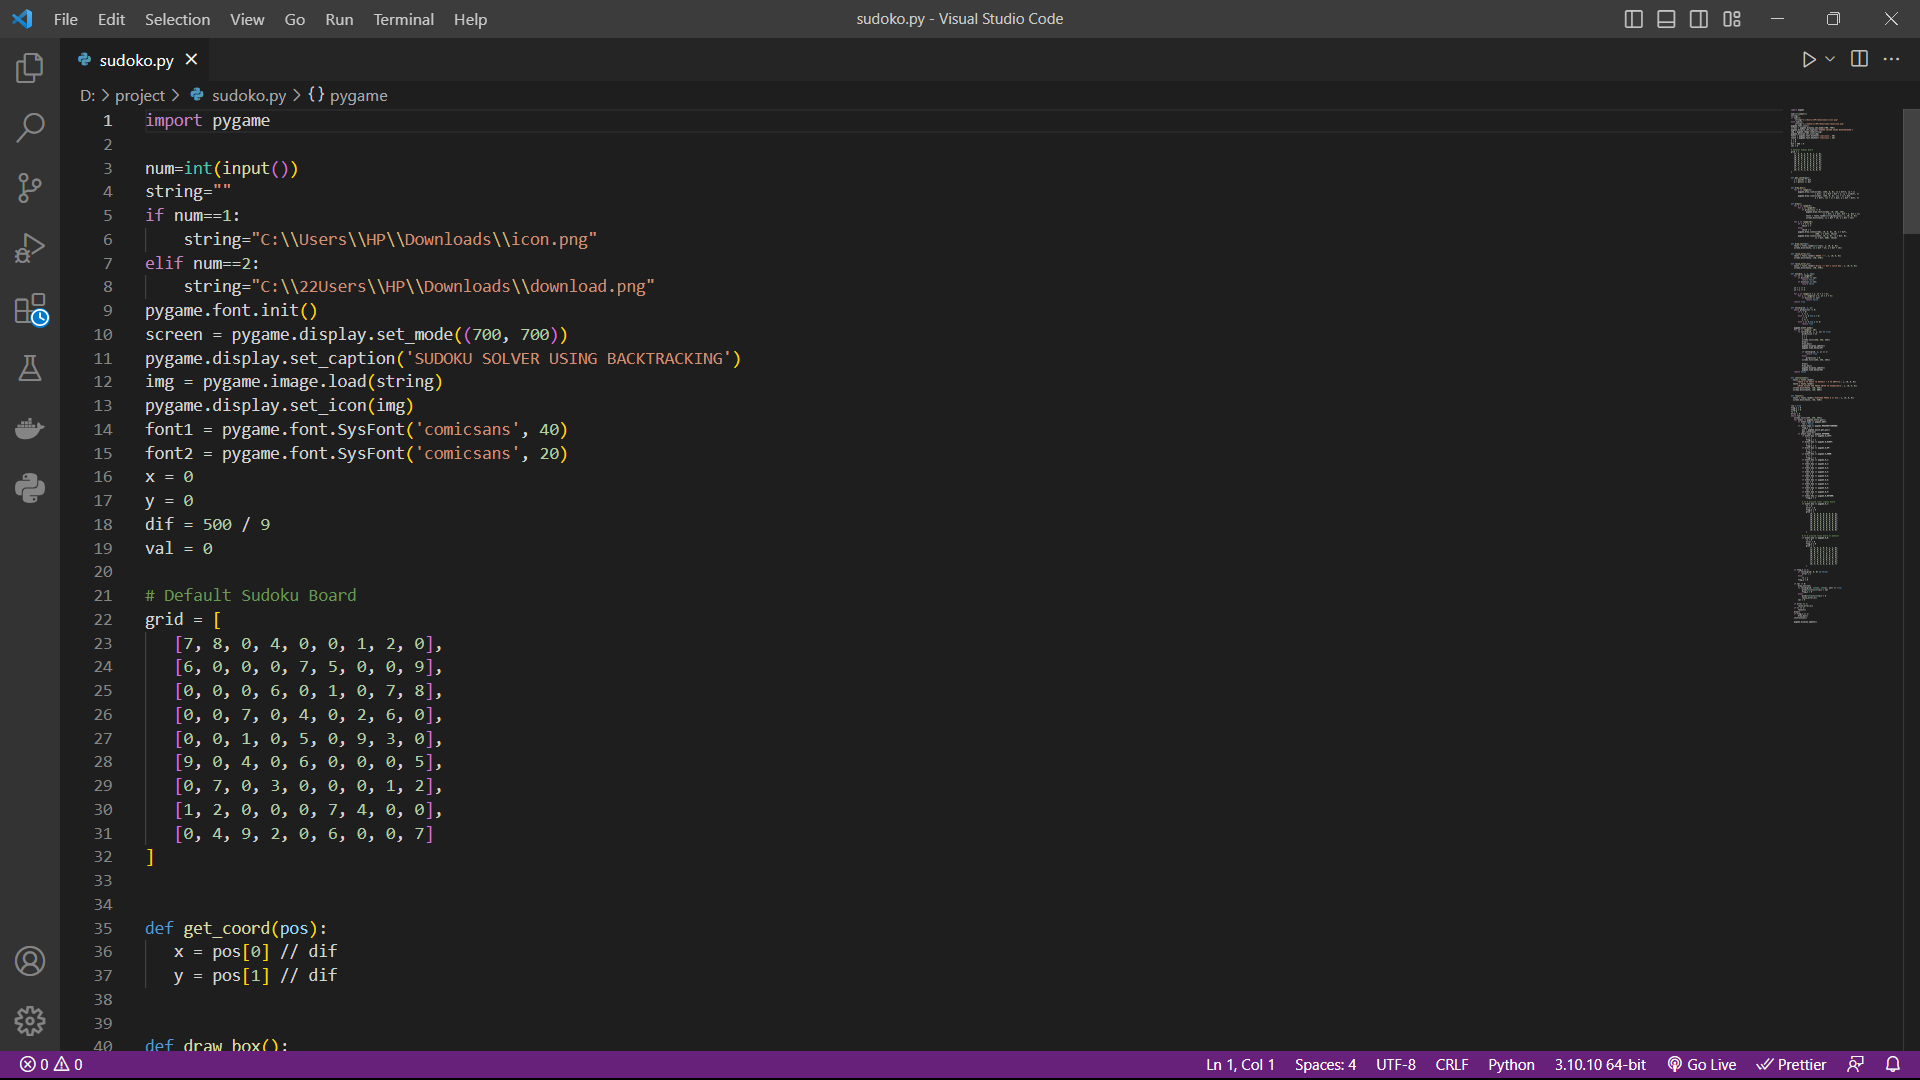 File Edit Selection View Go Run Terminal Help sudoko.py - Visual Studio Code
sudoko.py
D: > project > sudoko.py > {} pygame
1 import pygame
2
3 num=int(input())
4 string=""
5 if num==1:
6 string="C:\\Users\\HP\\Downloads\\icon.png"
7 elif num==2:
8 string="C:\\22Users\\HP\\Downloads\\download.png"
9 pygame.font.init()
10 screen = pygame.display.set_mode((700, 700))
11 pygame.display.set_caption('SUDOKU SOLVER USING BACKTRACKING')
12 img = pygame.image.load(string)
13 pygame.display.set_icon(img)
14 font1 = pygame.font.SysFont('comicsans', 40)
15 font2 = pygame.font.SysFont('comicsans', 20)
16 x = 0
17 y = 0
18 dif = 500 / 9
19 val = 0
20
21 # Default Sudoku Board
22 grid = [
23 [7, 8, 0, 4, 0, 0, 1, 2, 0],
24 [6, 0, 0, 0, 7, 5, 0, 0, 9],
25 [0, 0, 0, 6, 0, 1, 0, 7, 8],
26 [0, 0, 7, 0, 4, 0, 2, 6, 0],
27 [0, 0, 1, 0, 5, 0, 9, 3, 0],
28 [9, 0, 4, 0, 6, 0, 0, 0, 5],
29 [0, 7, 0, 3, 0, 0, 0, 1, 2],
30 [1, 2, 0, 0, 0, 7, 4, 0, 0],
31 [0, 4, 9, 2, 0, 6, 0, 0, 7]
32 ]
33
34
35 def get_coord(pos):
36 x = pos[0] // dif
37 y = pos[1] // dif
38
39
40 def draw_box():
0 0 Ln 1, Col 1 Spaces: 4 UTF-8 CRLF Python 3.10.10 64-bit Go Live Prettier